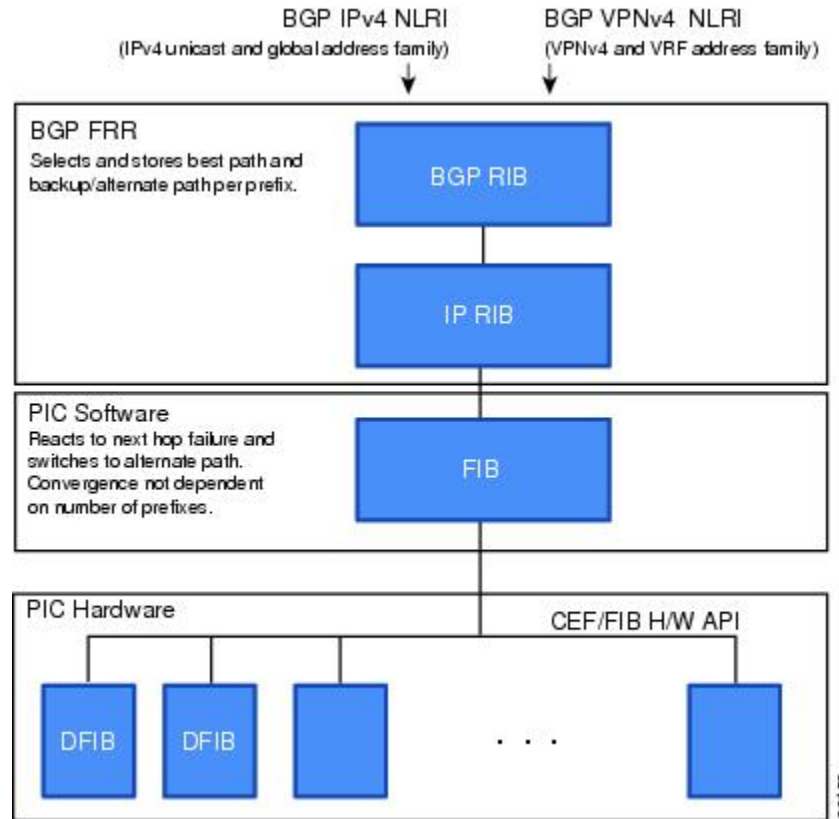 BGP IPv4 NLRI
(IPv4 unicast and global address family)
BGP VPNv4 NLRI
(VPNv4 and VRF address family)
BGP FRR
Selects and stores best path and
backup/alternate path per prefix.
BGP RIB
IP RIB
PIC Software
Reacts to next hop failure and
switches to alternate path.
Convergence not dependent
on number of prefixes.
FIB
PIC Hardware
CEF/FIB H/W API
DFIB
DFIB
. . .